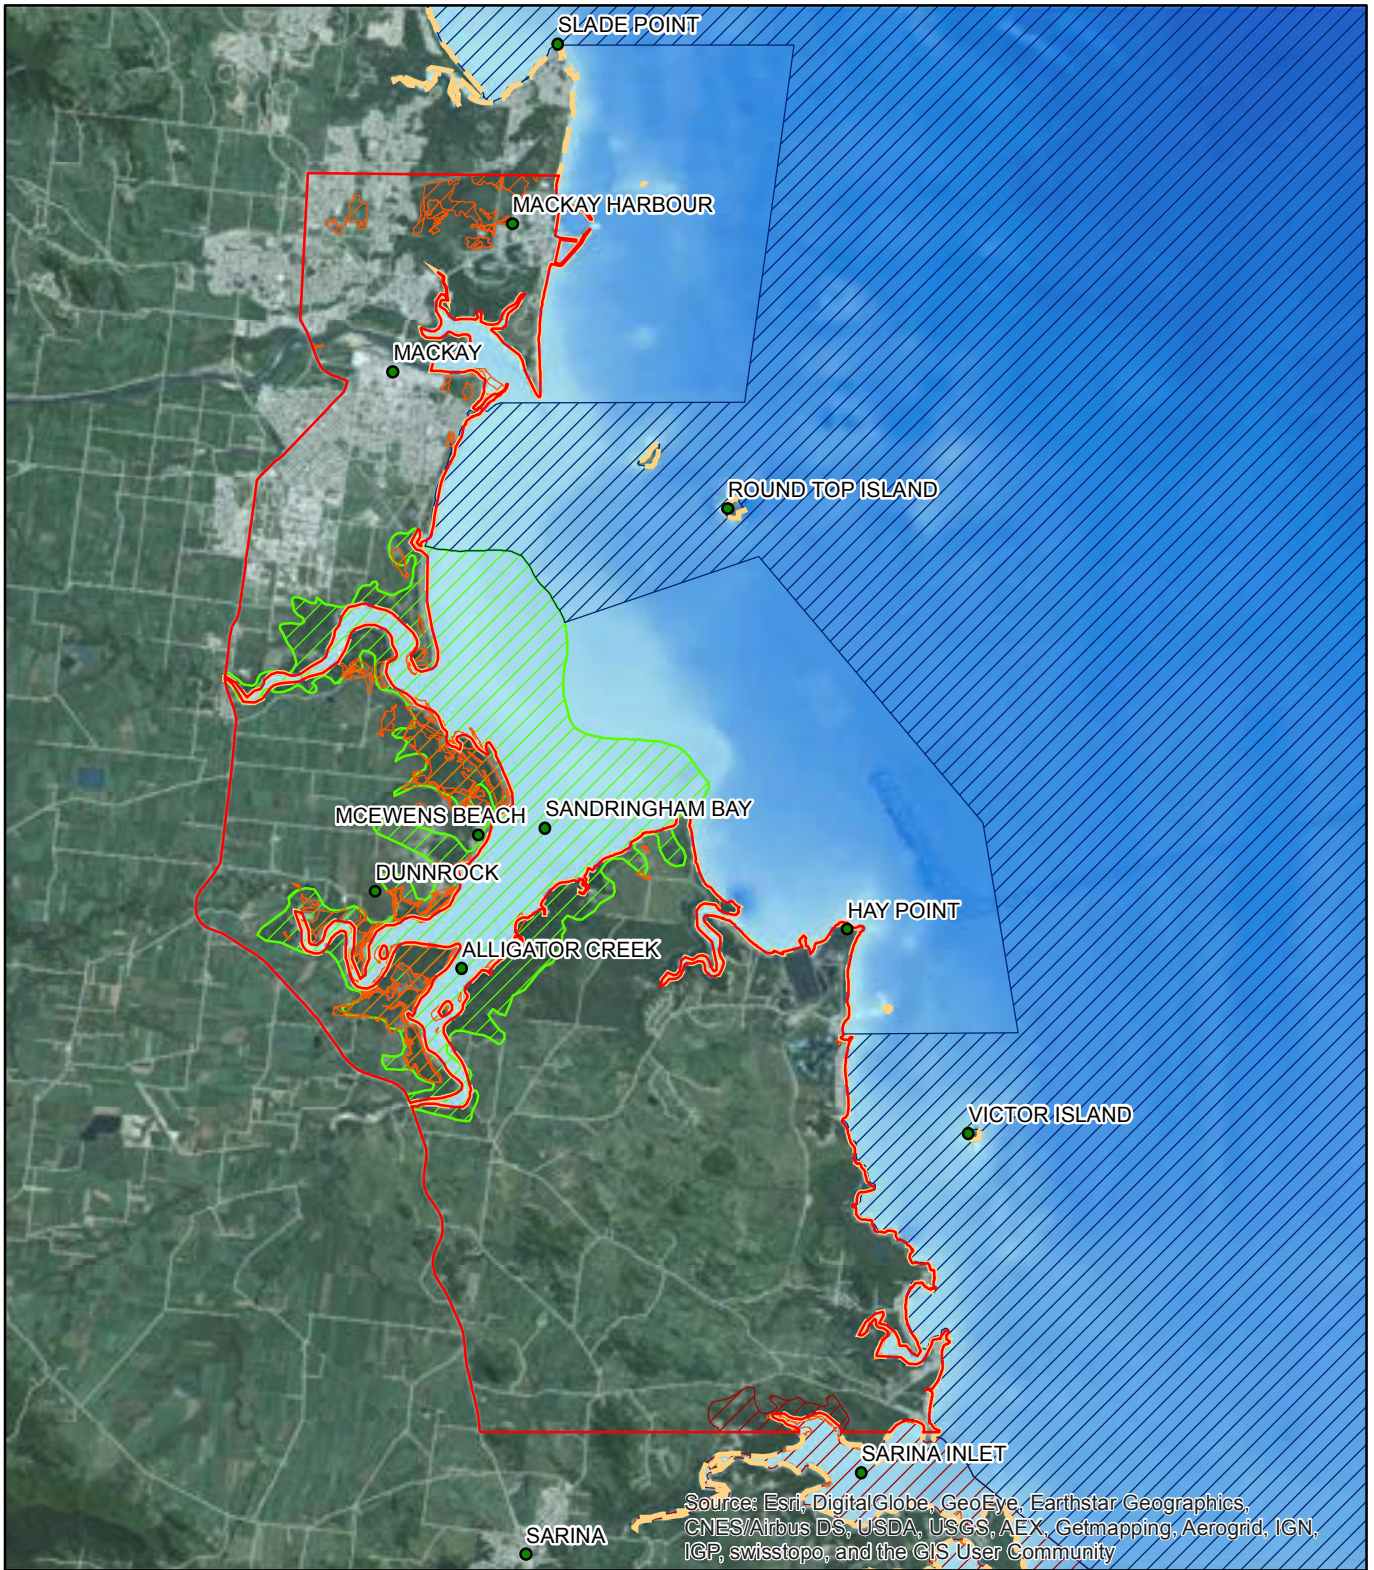 SLADE POINT
MACKAY HARBOUR
MACKAY
ROUND TOP ISLAND
SANDRINGHAM BAY
MCEWENS BEACH
DUNNROCK
HAY POINT
ALLIGATOR CREEK
VICTOR ISLAND
SARINA INLET
Source: Esri, DigitalGlobe, GeoEye, Earthstar Geographics,
CNES/Airbus DS, USDA, USGS, AEX, Getmapping, Aerogrid, IGN,
IGP, swisstopo, and the GIS User Community
SARINA